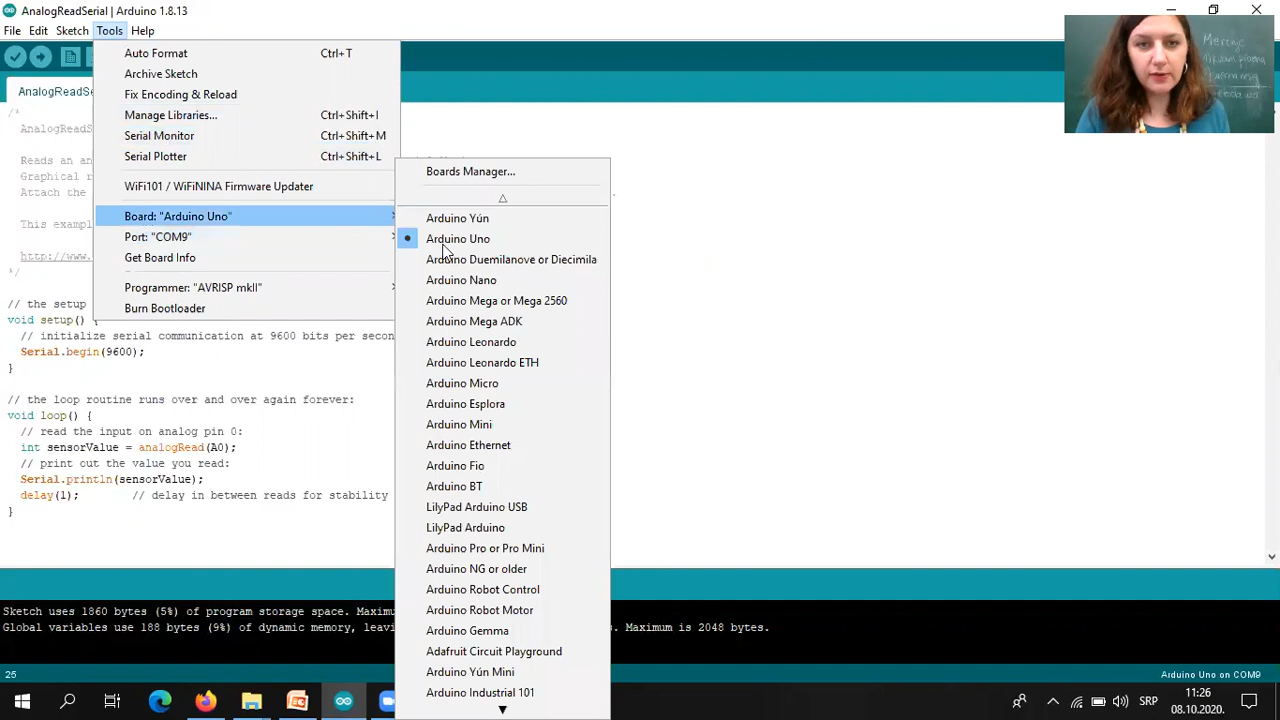 AnalogReadSerial | Arduino 1.8.13
File Edit Sketch Tools Help
Auto Format Ctrl+T
Archive Sketch
Fix Encoding & Reload
Manage Libraries... Ctrl+Shift+I
Serial Monitor Ctrl+Shift+M
Serial Plotter Ctrl+Shift+L
WiFi101 / WiFiNINA Firmware Updater
Board: "Arduino Uno"
Port: "COM9"
Get Board Info
Programmer: "AVRISP mkII"
Burn Bootloader
Boards Manager...
Arduino Yún
Arduino Uno
Arduino Duemilanove or Diecimila
Arduino Nano
Arduino Mega or Mega 2560
Arduino Mega ADK
Arduino Leonardo
Arduino Leonardo ETH
Arduino Micro
Arduino Esplora
Arduino Mini
Arduino Ethernet
Arduino Fio
Arduino BT
LilyPad Arduino USB
LilyPad Arduino
Arduino Pro or Pro Mini
Arduino NG or older
Arduino Robot Control
Arduino Robot Motor
Arduino Gemma
Adafruit Circuit Playground
Arduino Yún Mini
Arduino Industrial 101
AnalogReadSe
/*
AnalogReadS
Reads an an
Graphical r
Attach the
This exampl
http://www.
*/
// the setup
void setup() {
// initialize serial communication at 9600 bits per secon
Serial.begin(9600);
}
// the loop routine runs over and over again forever:
void loop() {
// read the input on analog pin 0:
int sensorValue = analogRead(A0);
// print out the value you read:
Serial.println(sensorValue);
delay(1); // delay in between reads for stability
}
Sketch uses 1860 bytes (5%) of program storage space. Maximu
Global variables use 188 bytes (9%) of dynamic memory, leavi s. Maximum is 2048 bytes.
25
Arduino Uno on COM9
SRP
11:26
08.10.2020.